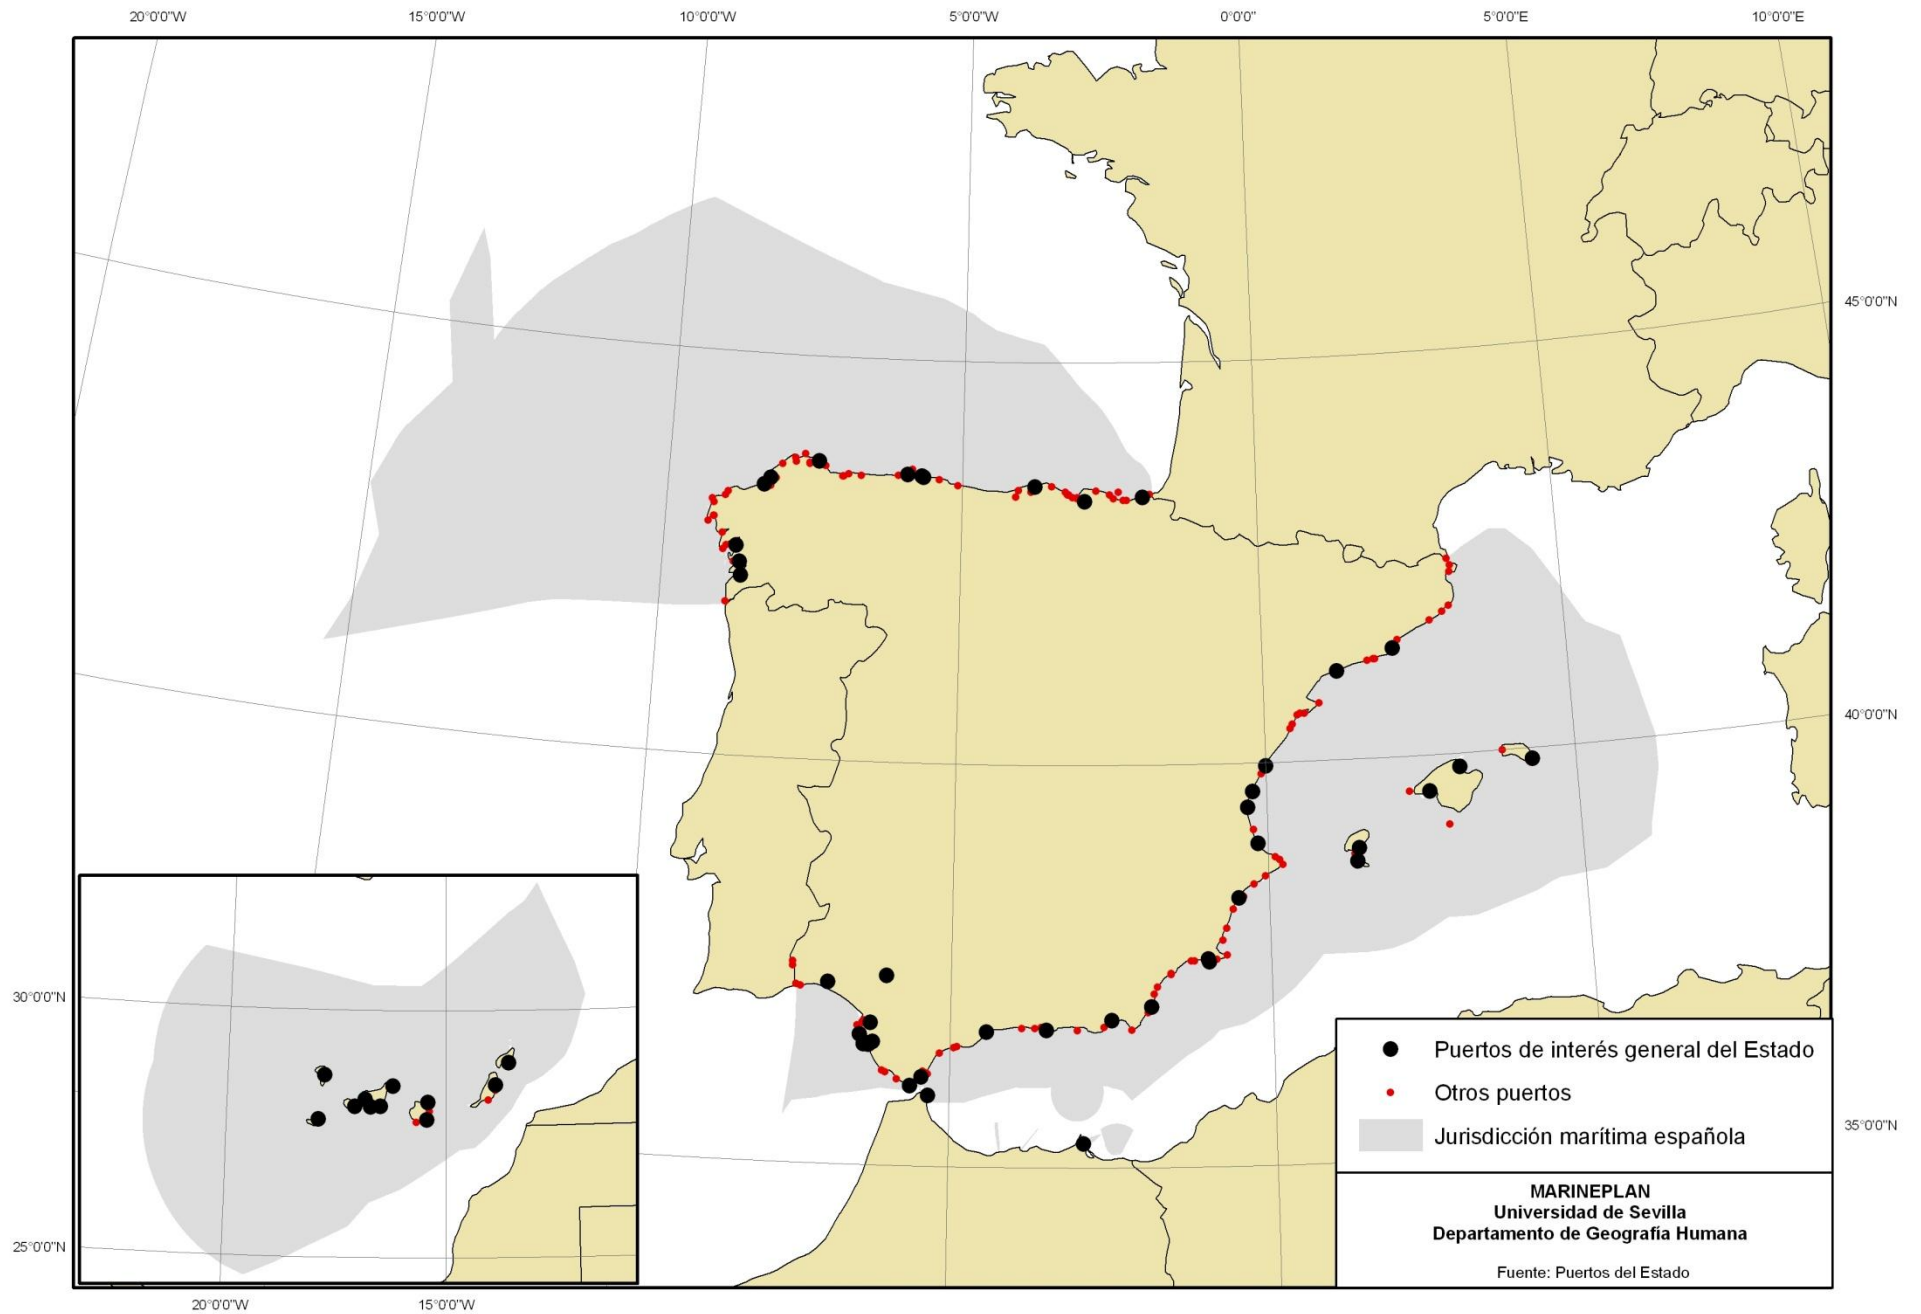 20°0'0"W 15°0'0"W 10°0'0"W 5°0'0"W 0°0'0" 5°0'0"E 10°0'0"E
45°0'0"N
40°0'0"N
30°0'0"N
Puertos de interés general del Estado
Otros puertos
35°0'0"N
Jurisdicción marítima española
MARINEPLAN
Universidad de Sevilla
Departamento de Geografía Humana
25°0'0"N
Fuente: Puertos del Estado
20°0'0"W 15°0'0"W